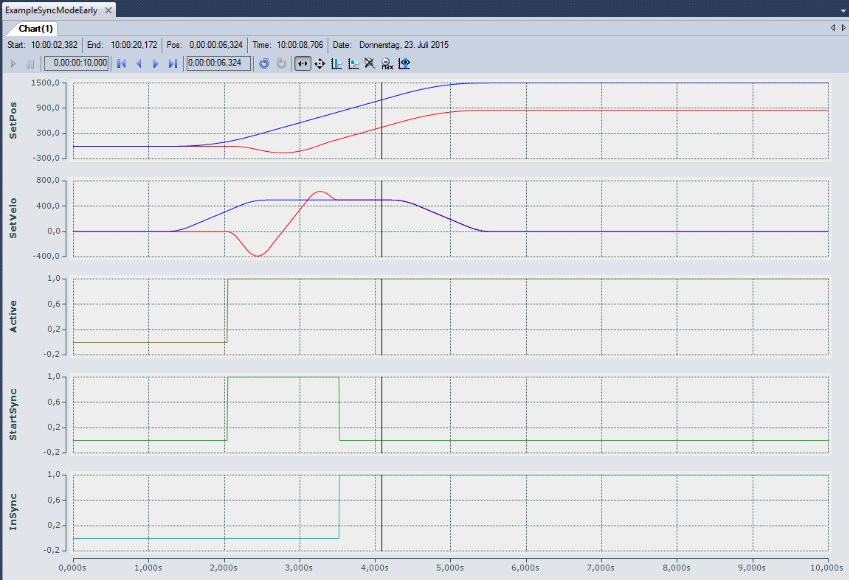 ExampleSyncModeEarly
Chart(1)
Start: 10:00:02,382 End: 10:00:20,172 Pos: 0,00:00:06,324 Time: 10:00:08,706 Date: Donnerstag, 23. Juli 2015
0,00:00:10,000 0,00:00:06,324
SetPos
1500,0
900,0
300,0
-300,0
SetVelo
800,0
400,0
0,0
-400,0
Active
1,0
0,6
0,2
-0,2
StartSync
1,0
0,6
0,2
-0,2
InSync
1,0
0,6
0,2
-0,2
0,000s 1,000s 2,000s 3,000s 4,000s 5,000s 6,000s 7,000s 8,000s 9,000s 10,000s